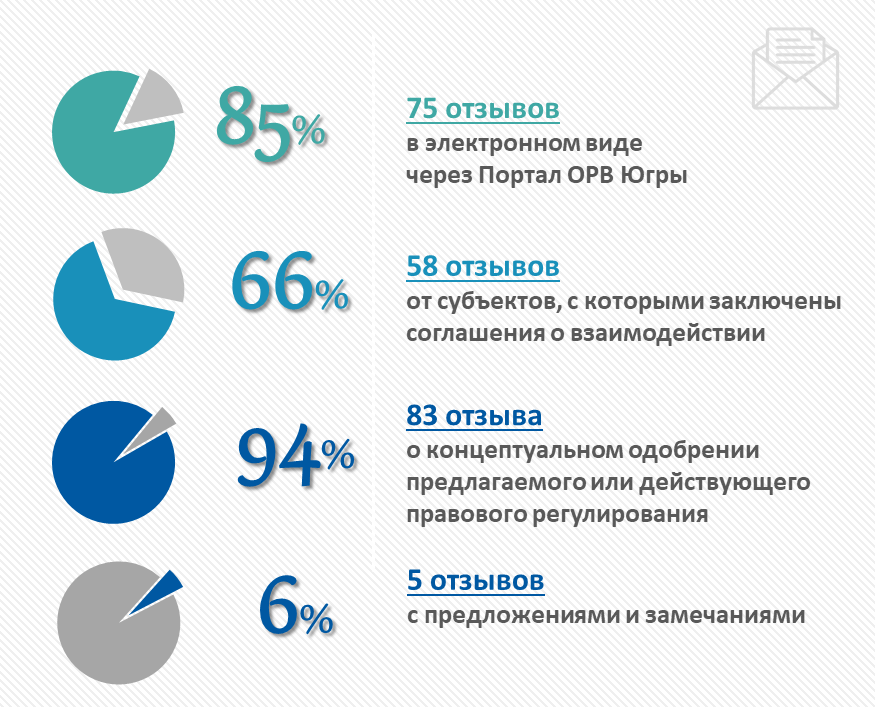 85%
75 отзывов
в электронном виде
через Портал ОРВ Югры
66%
58 отзывов
от субъектов, с которыми заключены
соглашения о взаимодействии
94%
83 отзыва
о концептуальном одобрении
предлагаемого или действующего
правового регулирования
6%
5 отзывов
с предложениями и замечаниями